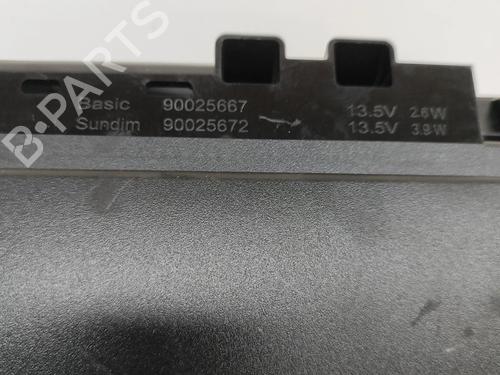 Basic 90025667 13.5V 2.6W
Sundim 90025672 13.5V 3.9W
B-PARTS